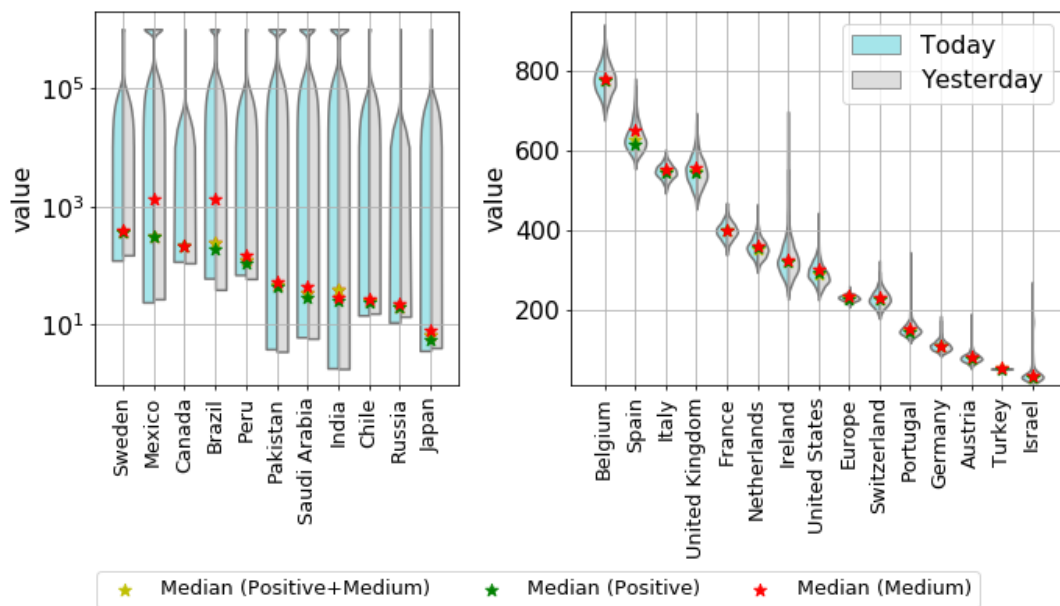 value
10^5
10^3
10^1
Sweden
Mexico
Canada
Brazil
Peru
Pakistan
Saudi Arabia
India
Chile
Russia
Japan
value
800
600
400
200
Today
Yesterday
Belgium
Spain
Italy
United Kingdom
France
Netherlands
Ireland
United States
Europe
Switzerland
Portugal
Germany
Austria
Turkey
Israel
Median (Positive+Medium)
Median (Positive)
Median (Medium)